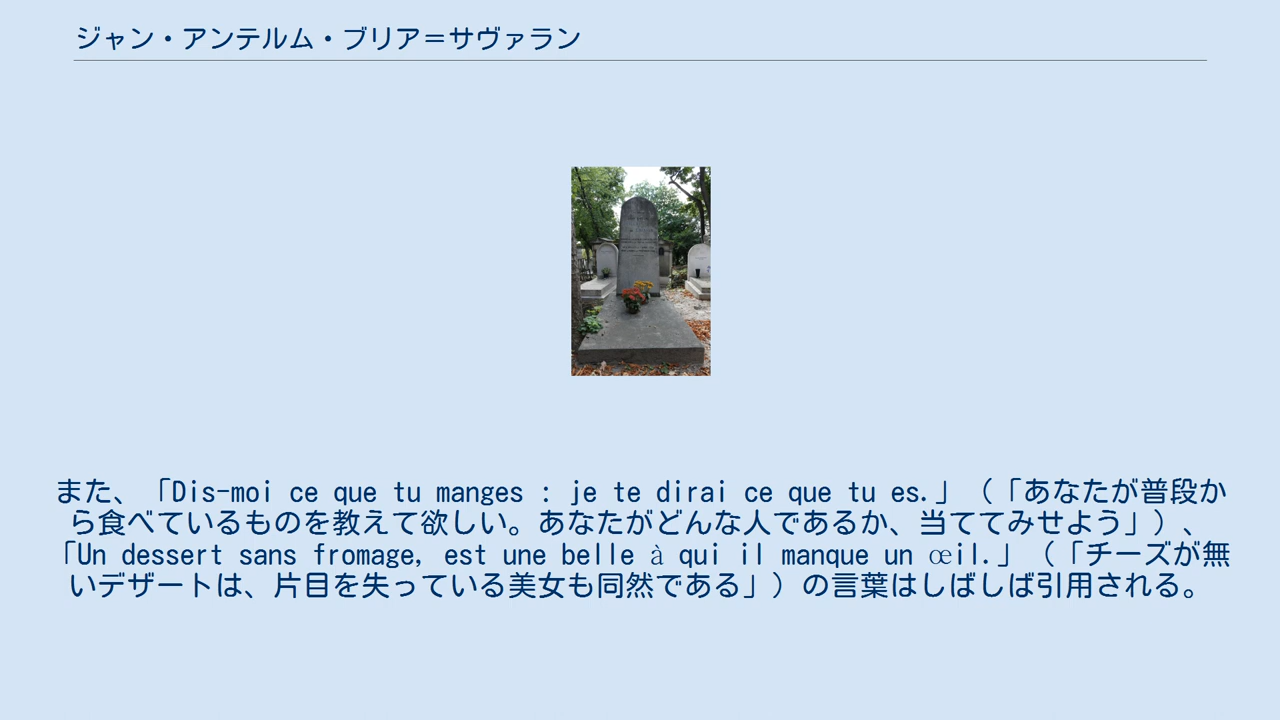 ジャン・アンテルム・ブリア＝サヴァラン
また、「Dis-moi ce que tu manges : je te dirai ce que tu es.」（「あなたが普段か
ら食べているものを教えて欲しい。あなたがどんな人であるか、当ててみせよう」）、
「Un dessert sans fromage, est une belle à qui il manque un œil.」（「チーズが無
いデザートは、片目を失っている美女も同然である」）の言葉はしばしば引用される。